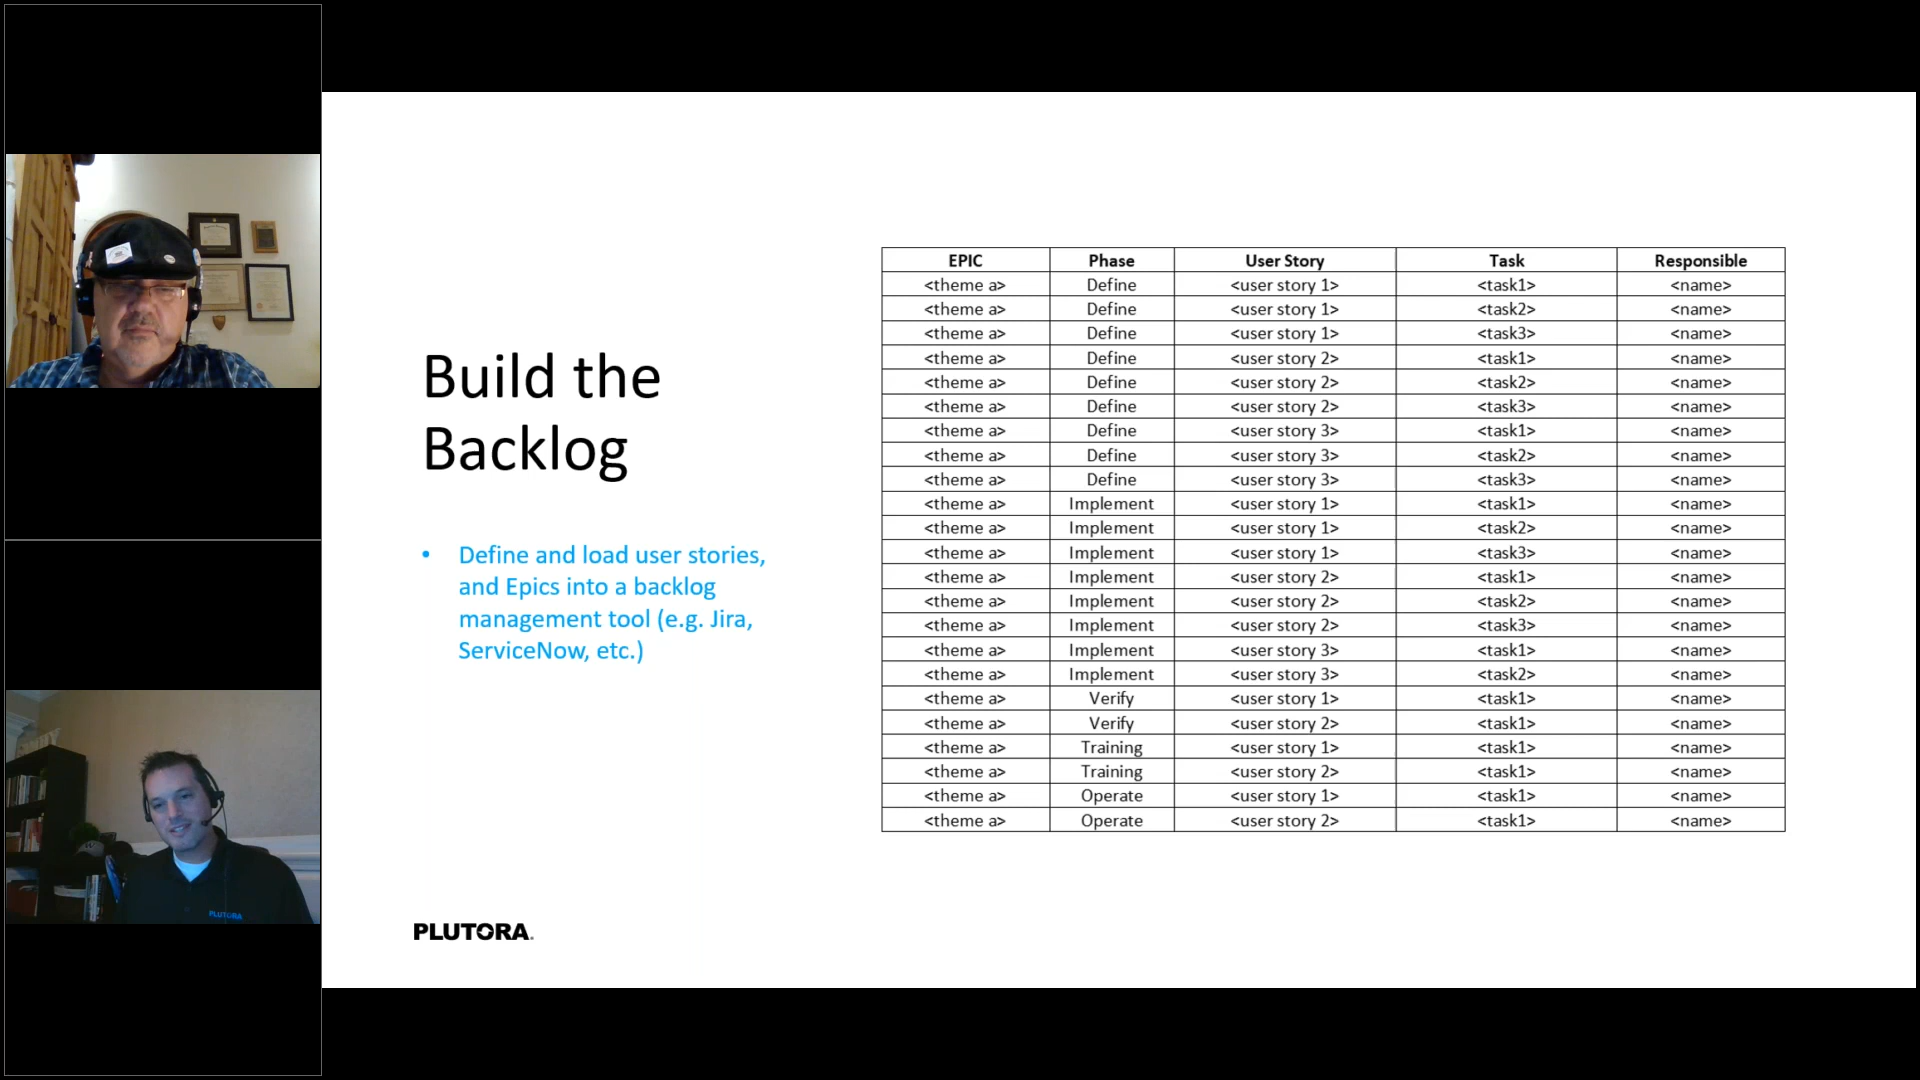 Build the
Backlog
• Define and load user stories,
and Epics into a backlog
management tool (e.g. Jira,
ServiceNow, etc.)
EPIC Phase User Story Task Responsible
<theme a> Define <user story 1> <task1> <name>
<theme a> Define <user story 1> <task2> <name>
<theme a> Define <user story 1> <task3> <name>
<theme a> Define <user story 2> <task1> <name>
<theme a> Define <user story 2> <task2> <name>
<theme a> Define <user story 2> <task3> <name>
<theme a> Define <user story 3> <task1> <name>
<theme a> Define <user story 3> <task2> <name>
<theme a> Define <user story 3> <task3> <name>
<theme a> Implement <user story 1> <task1> <name>
<theme a> Implement <user story 1> <task2> <name>
<theme a> Implement <user story 1> <task3> <name>
<theme a> Implement <user story 2> <task1> <name>
<theme a> Implement <user story 2> <task2> <name>
<theme a> Implement <user story 2> <task3> <name>
<theme a> Implement <user story 3> <task1> <name>
<theme a> Implement <user story 3> <task2> <name>
<theme a> Verify <user story 1> <task1> <name>
<theme a> Verify <user story 2> <task1> <name>
<theme a> Training <user story 1> <task1> <name>
<theme a> Training <user story 2> <task1> <name>
<theme a> Operate <user story 1> <task1> <name>
<theme a> Operate <user story 2> <task1> <name>
PLUTORA
PLUTORA